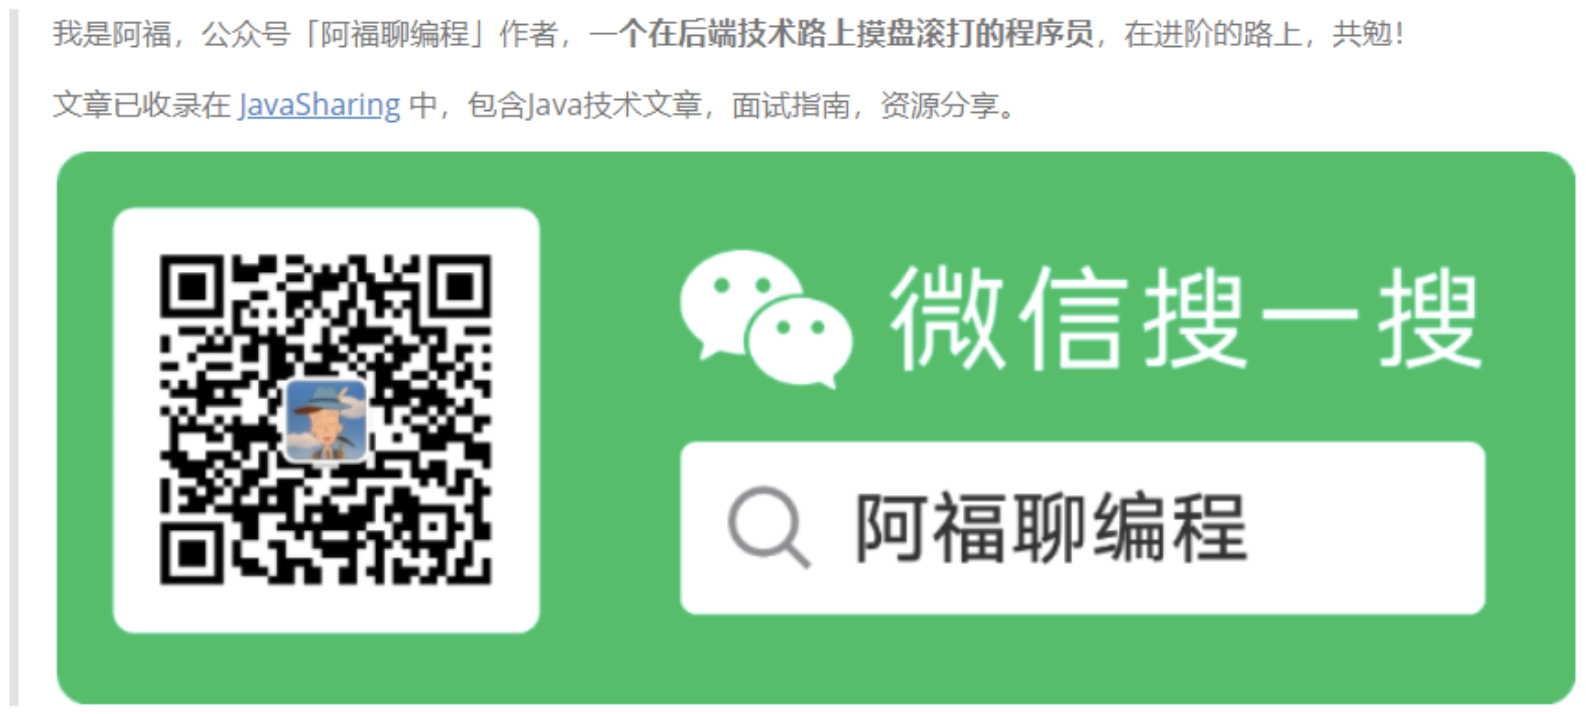 我是阿福，公众号「阿福聊编程」作者，一个在后端技术路上摸盘滚打的程序员，在进阶的路上，共勉！
文章已收录在 JavaSharing 中，包含Java技术文章，面试指南，资源分享。
微信搜一搜
阿福聊编程